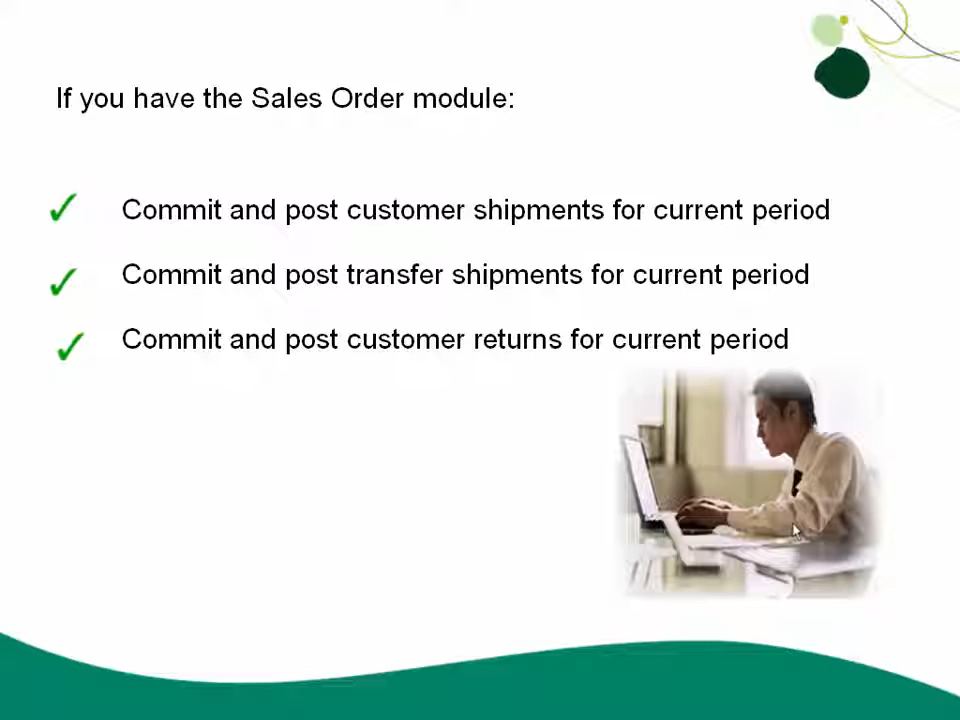 If you have the Sales Order module:
Commit and post customer shipments for current period
Commit and post transfer shipments for current period
Commit and post customer returns for current period